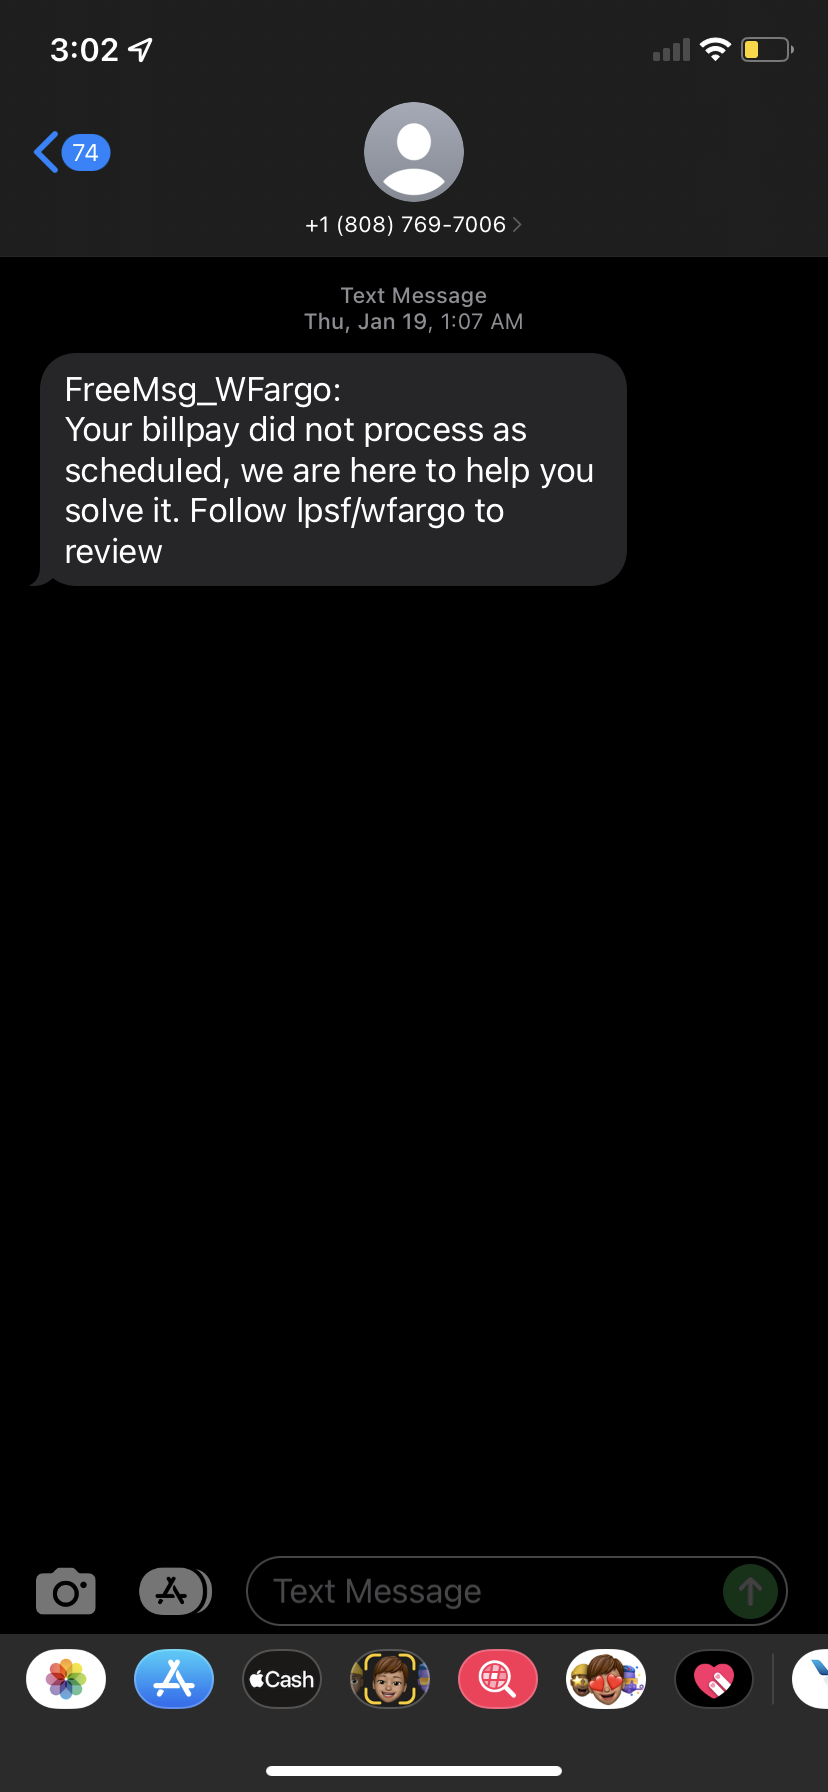 3:02
74
+1 (808) 769-7006
Text Message
Thu, Jan 19, 1:07 AM
FreeMsg_WFargo:
Your billpay did not process as
scheduled, we are here to help you
solve it. Follow lpsf/wfargo to
review
Text Message
Cash